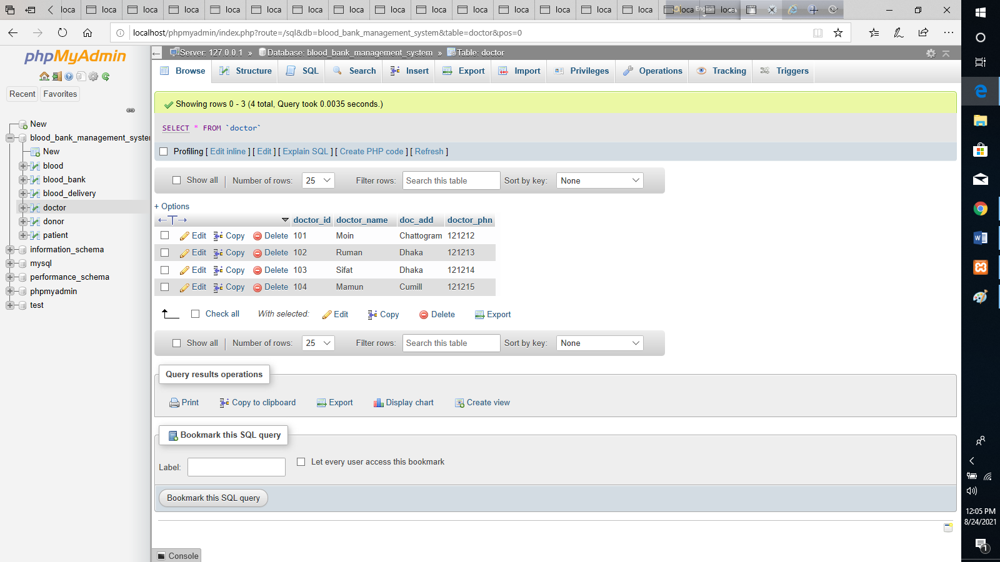 loca loca loca loca loca loca loca loca loca loca loca loca loca loca loca loca English loca
localhost/phpmyadmin/index.php?route=/sql&db=blood_bank_management_system&table=doctor&pos=0
phpMyAdmin
Recent Favorites
New
blood_bank_management_syste
New
blood
blood_bank
blood_delivery
doctor
donor
patient
information_schema
mysql
performance_schema
phpmyadmin
test
Server: 127.0.0.1 » Database: blood_bank_management_system » Table: doctor
Browse Structure SQL Search Insert Export Import Privileges Operations Tracking Triggers
Showing rows 0 - 3 (4 total, Query took 0.0035 seconds.)
SELECT * FROM `doctor`
Profiling [ Edit inline ] [ Edit ] [ Explain SQL ] [ Create PHP code ] [ Refresh ]
Show all | Number of rows: 25 Filter rows: Search this table Sort by key: None
+ Options
←T→ doctor_id doctor_name doc_add doctor_phn
Edit Copy Delete 101 Moin Chattogram 121212
Edit Copy Delete 102 Ruman Dhaka 121213
Edit Copy Delete 103 Sifat Dhaka 121214
Edit Copy Delete 104 Mamun Cumill 121215
Check all With selected: Edit Copy Delete Export
Show all | Number of rows: 25 Filter rows: Search this table Sort by key: None
Query results operations
Print Copy to clipboard Export Display chart Create view
Bookmark this SQL query
Label: Let every user access this bookmark
Bookmark this SQL query
Console
12:05 PM
8/24/2021
1